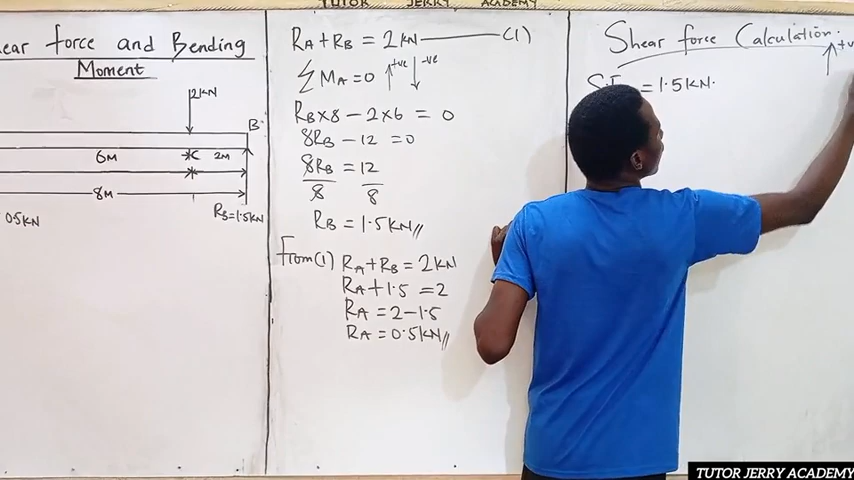 TUTOR JERRY ACADEMY
ear force and Bending
Moment
2KN
B
6M
C
2M
8M
0.5KN
RB=1.5KN
RA+RB = 2KN (1)
∑MA=0 ↑+ve ↓-ve
RB×8 - 2×6 = 0
8RB - 12 = 0
8RB = 12
8 8
RB = 1.5KN//
from(1) RA+RB = 2KN
RA+1.5 = 2
RA = 2-1.5
RA = 0.5KN//
Shear force Calculation.
↑+ve
= 1.5KN.
TUTOR JERRY ACADEMY